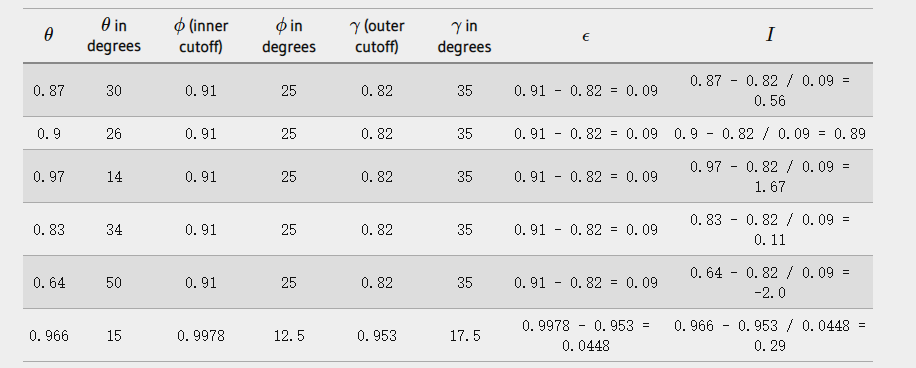 θ θ in degrees ϕ (inner cutoff) ϕ in degrees γ (outer cutoff) γ in degrees ϵ I
0.87 30 0.91 25 0.82 35 0.91 - 0.82 = 0.09 0.87 - 0.82 / 0.09 = 0.56
0.9 26 0.91 25 0.82 35 0.91 - 0.82 = 0.09 0.9 - 0.82 / 0.09 = 0.89
0.97 14 0.91 25 0.82 35 0.91 - 0.82 = 0.09 0.97 - 0.82 / 0.09 = 1.67
0.83 34 0.91 25 0.82 35 0.91 - 0.82 = 0.09 0.83 - 0.82 / 0.09 = 0.11
0.64 50 0.91 25 0.82 35 0.91 - 0.82 = 0.09 0.64 - 0.82 / 0.09 = -2.0
0.966 15 0.9978 12.5 0.953 17.5 0.9978 - 0.953 = 0.0448 0.966 - 0.953 / 0.0448 = 0.29